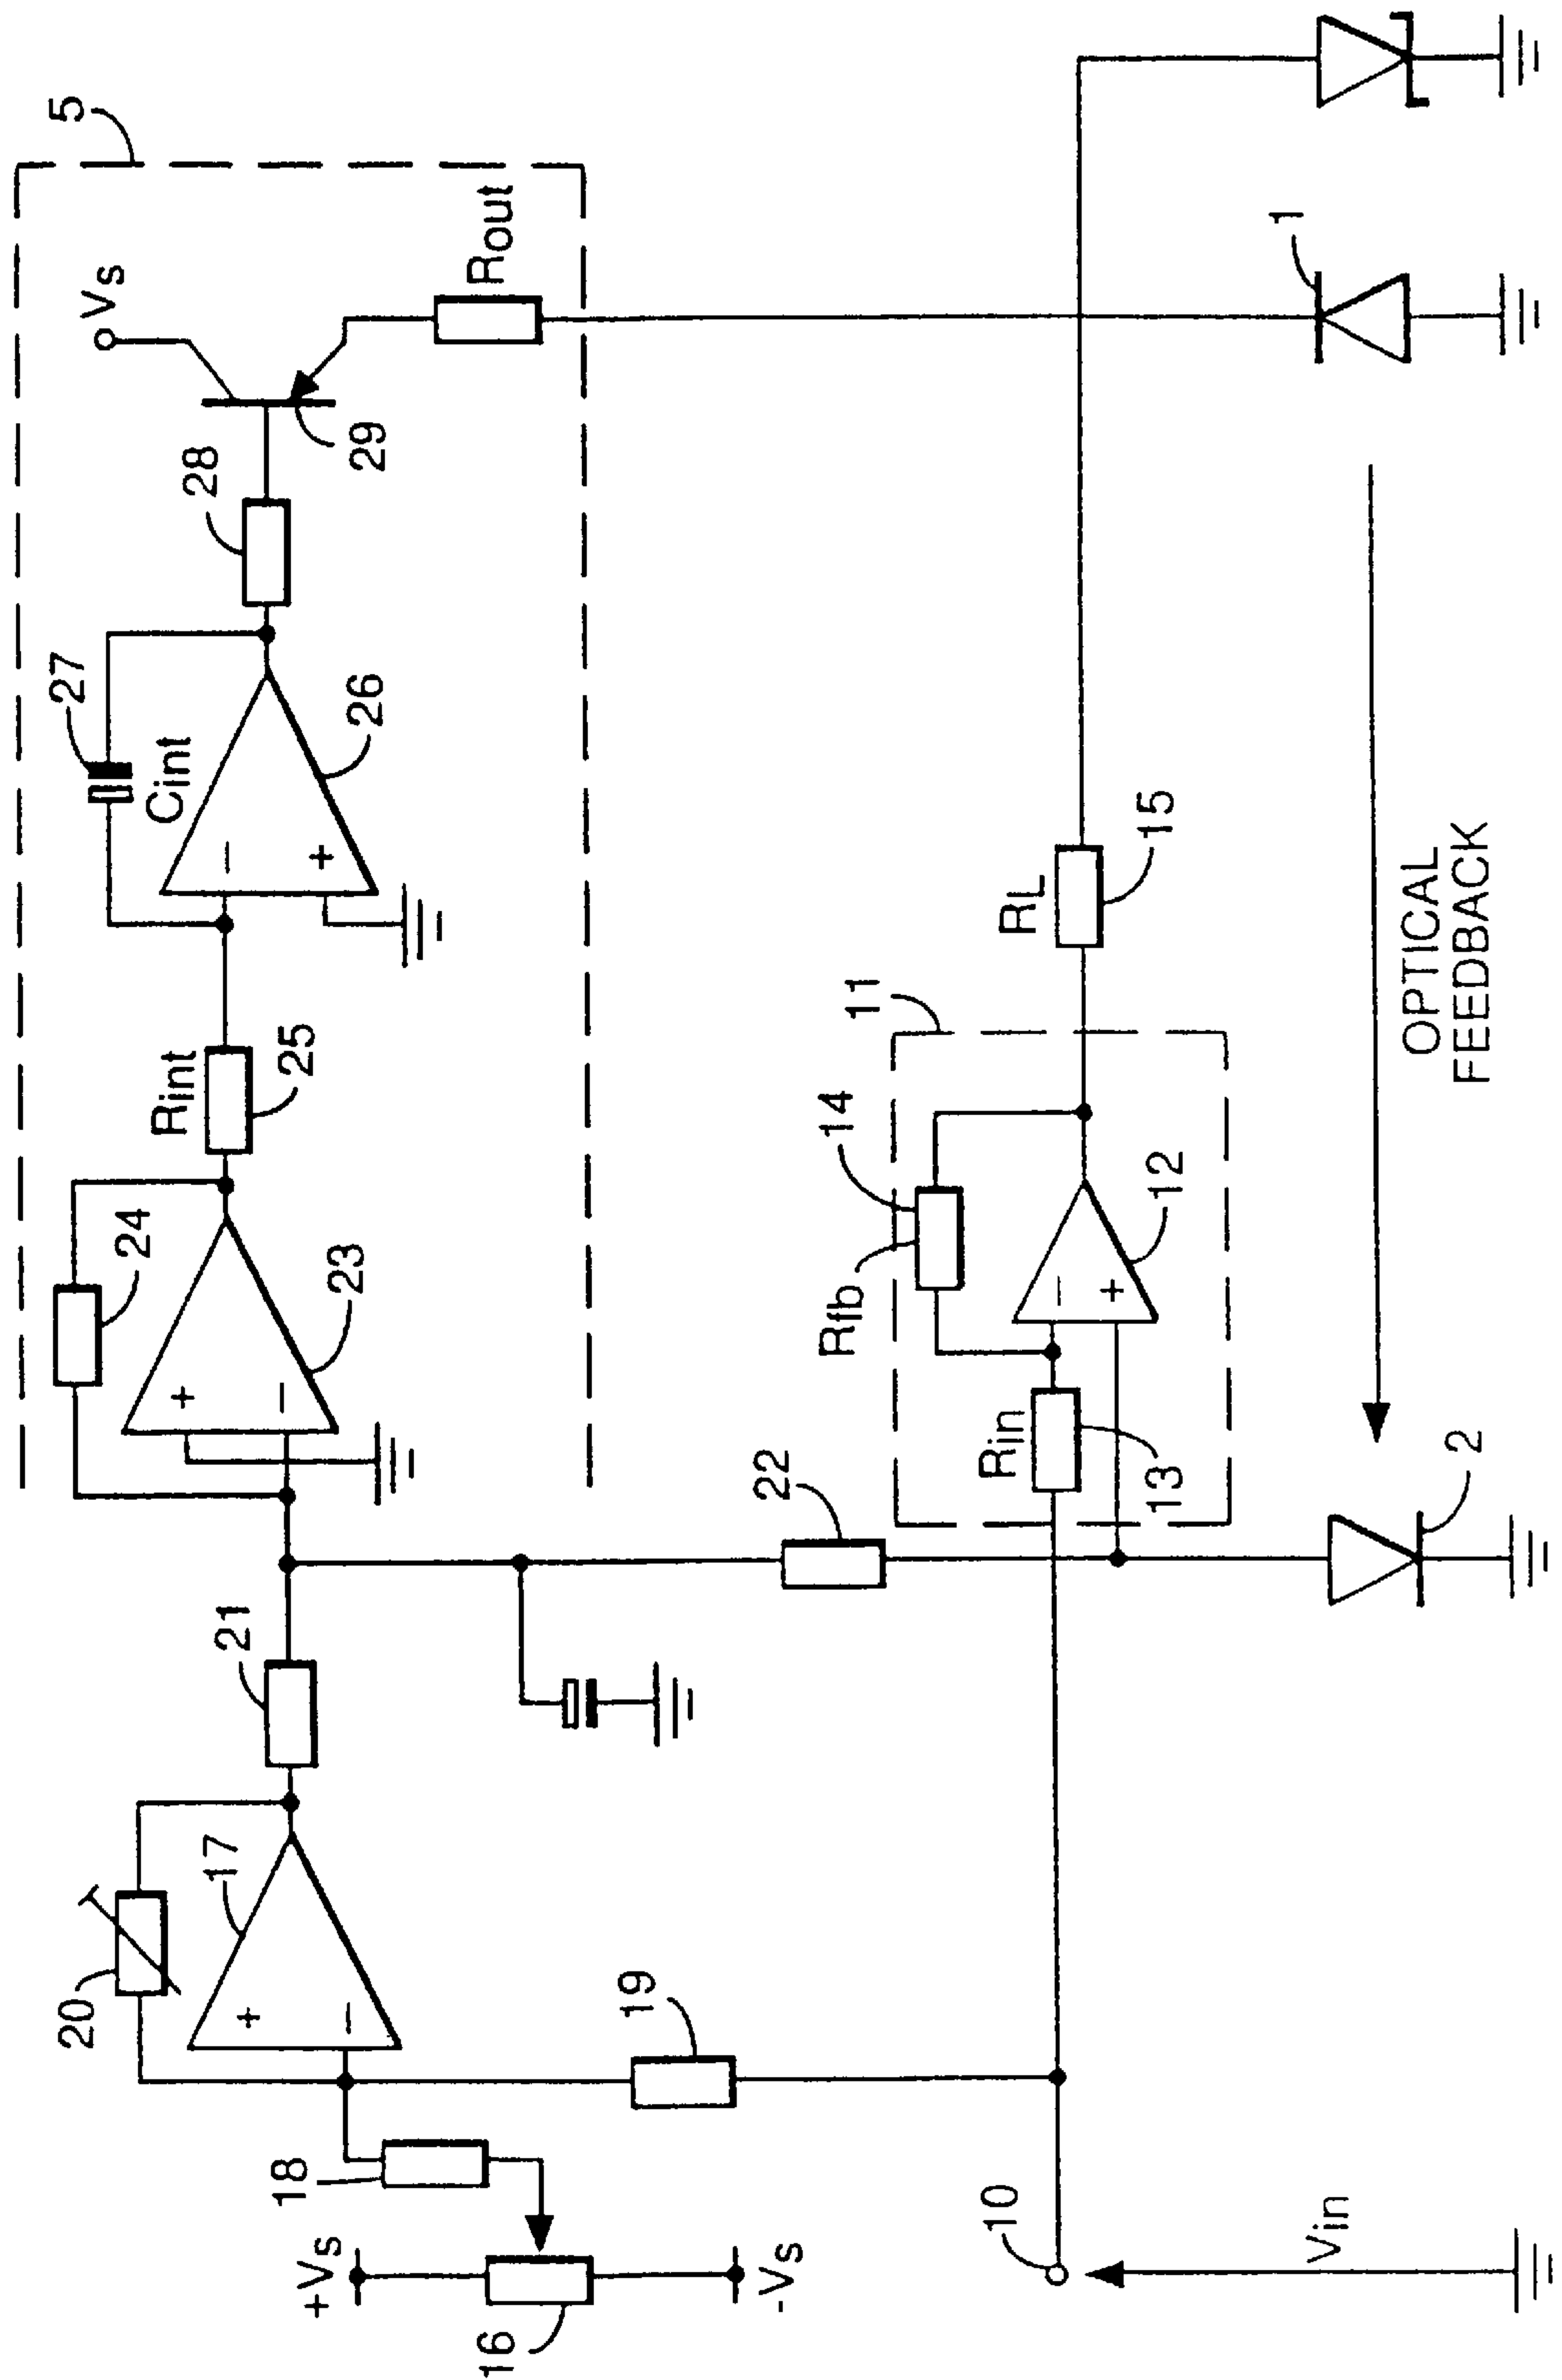 5
Vs
Rout
29
28
27
Cint
26
Rint
25
24
23
21
22
20
17
19
18
+Vs
-Vs
16
10
Vin
11
14
Rfb
12
Rin
13
RL
15
1
2
OPTICAL
FEEDBACK
+
−
+
−
+
−
−
+